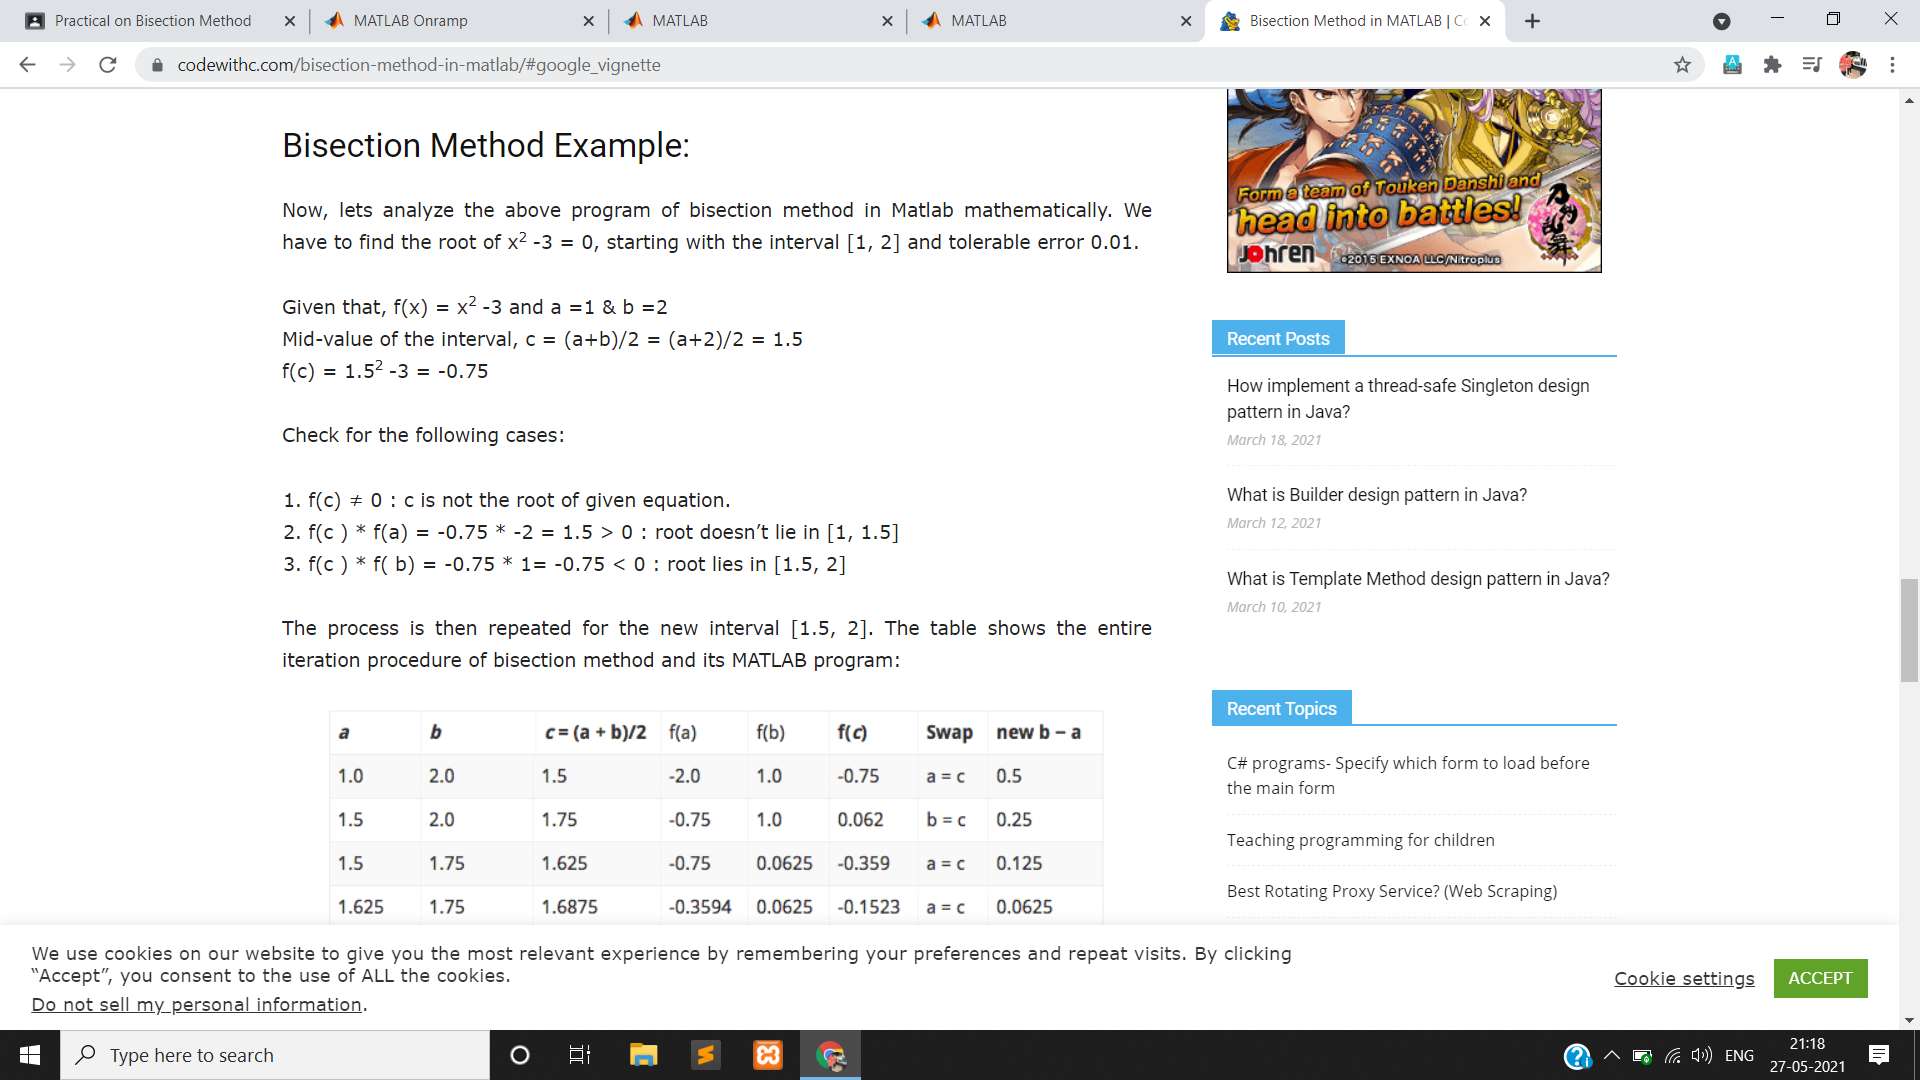 Practical on Bisection Method
MATLAB Onramp
MATLAB
MATLAB
Bisection Method in MATLAB | Co
codewithc.com/bisection-method-in-matlab/#google_vignette
Bisection Method Example:
Now, lets analyze the above program of bisection method in Matlab mathematically. We
have to find the root of x² -3 = 0, starting with the interval [1, 2] and tolerable error 0.01.
Given that, f(x) = x² -3 and a =1 & b =2
Mid-value of the interval, c = (a+b)/2 = (a+2)/2 = 1.5
f(c) = 1.5² -3 = -0.75
Check for the following cases:
1. f(c) ≠ 0 : c is not the root of given equation.
2. f(c ) * f(a) = -0.75 * -2 = 1.5 > 0 : root doesn’t lie in [1, 1.5]
3. f(c ) * f( b) = -0.75 * 1= -0.75 < 0 : root lies in [1.5, 2]
The process is then repeated for the new interval [1.5, 2]. The table shows the entire
iteration procedure of bisection method and its MATLAB program:
a b c = (a + b)/2 f(a) f(b) f(c) Swap new b – a
1.0 2.0 1.5 -2.0 1.0 -0.75 a = c 0.5
1.5 2.0 1.75 -0.75 1.0 0.062 b = c 0.25
1.5 1.75 1.625 -0.75 0.0625 -0.359 a = c 0.125
1.625 1.75 1.6875 -0.3594 0.0625 -0.1523 a = c 0.0625
Form a team of Touken Danshi and
head into battles!
刀剣乱舞
Johren
©2015 EXNOA LLC/Nitroplus
Recent Posts
How implement a thread-safe Singleton design
pattern in Java?
March 18, 2021
What is Builder design pattern in Java?
March 12, 2021
What is Template Method design pattern in Java?
March 10, 2021
Recent Topics
C# programs- Specify which form to load before
the main form
Teaching programming for children
Best Rotating Proxy Service? (Web Scraping)
We use cookies on our website to give you the most relevant experience by remembering your preferences and repeat visits. By clicking
“Accept”, you consent to the use of ALL the cookies.
Do not sell my personal information.
Cookie settings
ACCEPT
Type here to search
ENG
21:18
27-05-2021